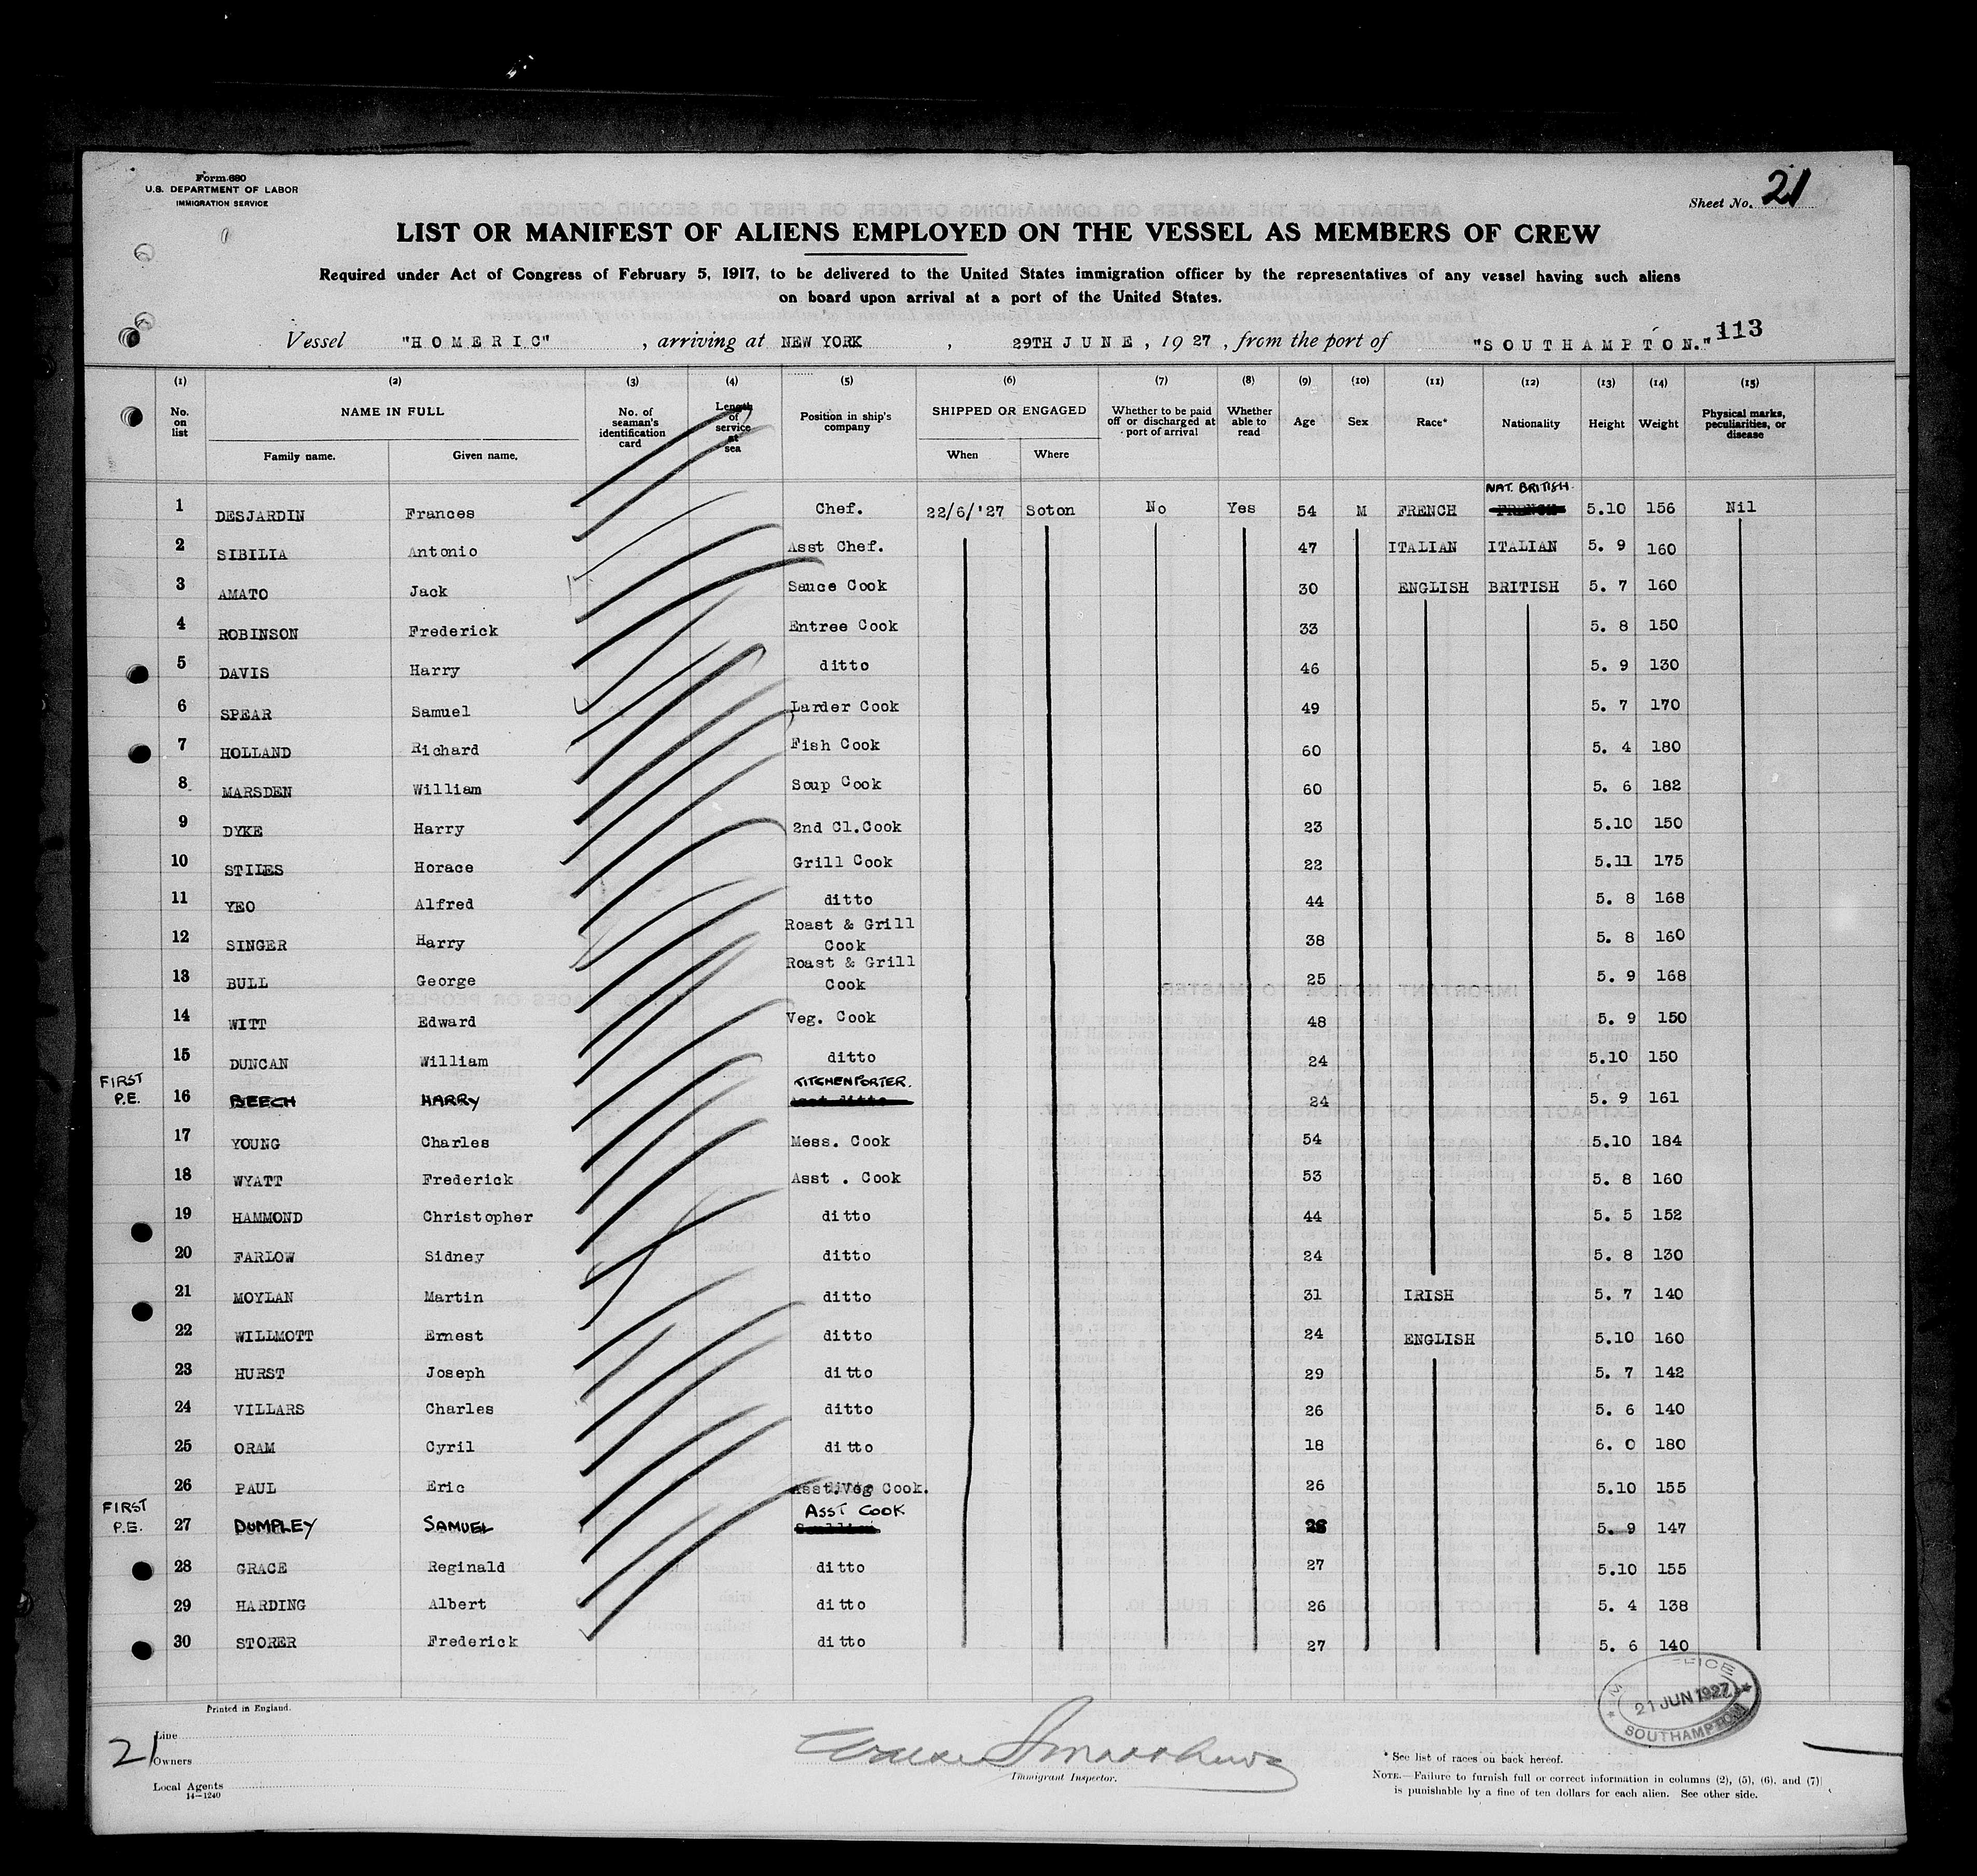 Form 680
U.S. DEPARTMENT OF LABOR
IMMIGRATION SERVICE
Sheet No. 21
LIST OR MANIFEST OF ALIENS EMPLOYED ON THE VESSEL AS MEMBERS OF CREW
Required under Act of Congress of February 5, 1917, to be delivered to the United States immigration officer by the representatives of any vessel having such aliens
on board upon arrival at a port of the United States.
Vessel "HOMERIC", arriving at NEW YORK, 29TH JUNE, 1927, from the port of "SOUTHAMPTON." 113
(1) (2) (3) (4) (5) (6) (7) (8) (9) (10) (11) (12) (13) (14) (15)
No. on list NAME IN FULL No. of seaman's identification card Length of service at sea Position in ship's company SHIPPED OR ENGAGED Whether to be paid off or discharged at port of arrival Whether able to read Age Sex Race* Nationality Height Weight Physical marks, peculiarities, or disease
Family name. Given name. When Where
NAT. BRITISH.
1 DESJARDIN Frances Chef. 22/6/'27 Soton No Yes 54 M FRENCH FRENCH 5.10 156 Nil
2 SIBILIA Antonio Asst Chef. 47 ITALIAN ITALIAN 5. 9 160
3 AMATO Jack Sauce Cook 30 ENGLISH BRITISH 5. 7 160
4 ROBINSON Frederick Entree Cook 33 5. 8 150
5 DAVIS Harry ditto 46 5. 9 130
6 SPEAR Samuel Larder Cook 49 5. 7 170
7 HOLLAND Richard Fish Cook 60 5. 4 180
8 MARSDEN William Soup Cook 60 5. 6 182
9 DYKE Harry 2nd Cl.Cook 23 5.10 150
10 STILES Horace Grill Cook 22 5.11 175
11 YEO Alfred ditto 44 5. 8 168
12 SINGER Harry Roast & Grill Cook 38 5. 8 160
13 BULL George Roast & Grill Cook 25 5. 9 168
14 WITT Edward Veg. Cook 48 5. 9 150
15 DUNCAN William ditto 24 5.10 150
FIRST P.E. 16 BEECH HARRY KITCHEN PORTER. 24 5. 9 161
17 YOUNG Charles Mess. Cook 54 5.10 184
18 WYATT Frederick Asst . Cook 53 5. 8 160
19 HAMMOND Christopher ditto 44 5. 5 152
20 FARLOW Sidney ditto 24 5. 8 130
21 MOYLAN Martin ditto 31 IRISH 5. 7 140
22 WILLMOTT Ernest ditto 24 ENGLISH 5.10 160
23 HURST Joseph ditto 29 5. 7 142
24 VILLARS Charles ditto 26 5. 6 140
25 ORAM Cyril ditto 18 6. 0 180
26 PAUL Eric Asst.Veg Cook. 26 5.10 155
FIRST P.E. 27 DUMPLEY SAMUEL ASST COOK 5. 9 147
28 GRACE Reginald ditto 27 5.10 155
29 HARDING Albert ditto 26 5. 4 138
30 STORER Frederick ditto 27 5. 6 140
Printed in England.
21 Line
Owners
Local Agents
14—1240
Immigrant Inspector.
21 JUN 1927
SOUTHAMPTON
* See list of races on back hereof.
NOTE.—Failure to furnish full or correct information in columns (2), (5), (6), and (7)
is punishable by a fine of ten dollars for each alien. See other side.